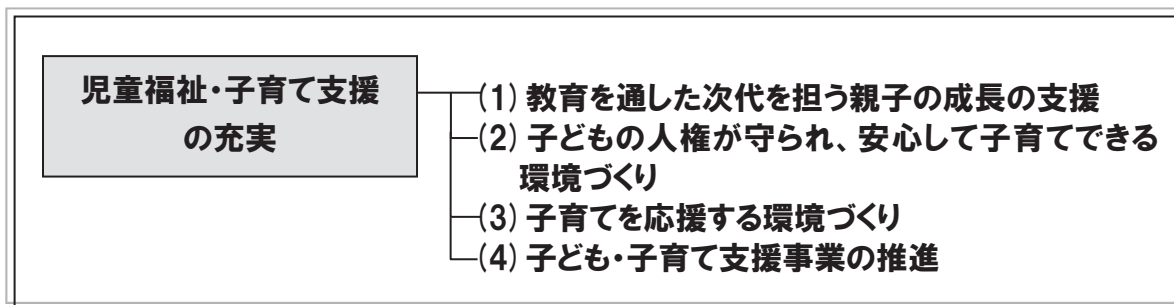 児童福祉・子育て支援
の充実
(1) 教育を通した次代を担う親子の成長の支援
(2) 子どもの人権が守られ、安心して子育てできる
環境づくり
(3) 子育てを応援する環境づくり
(4) 子ども・子育て支援事業の推進